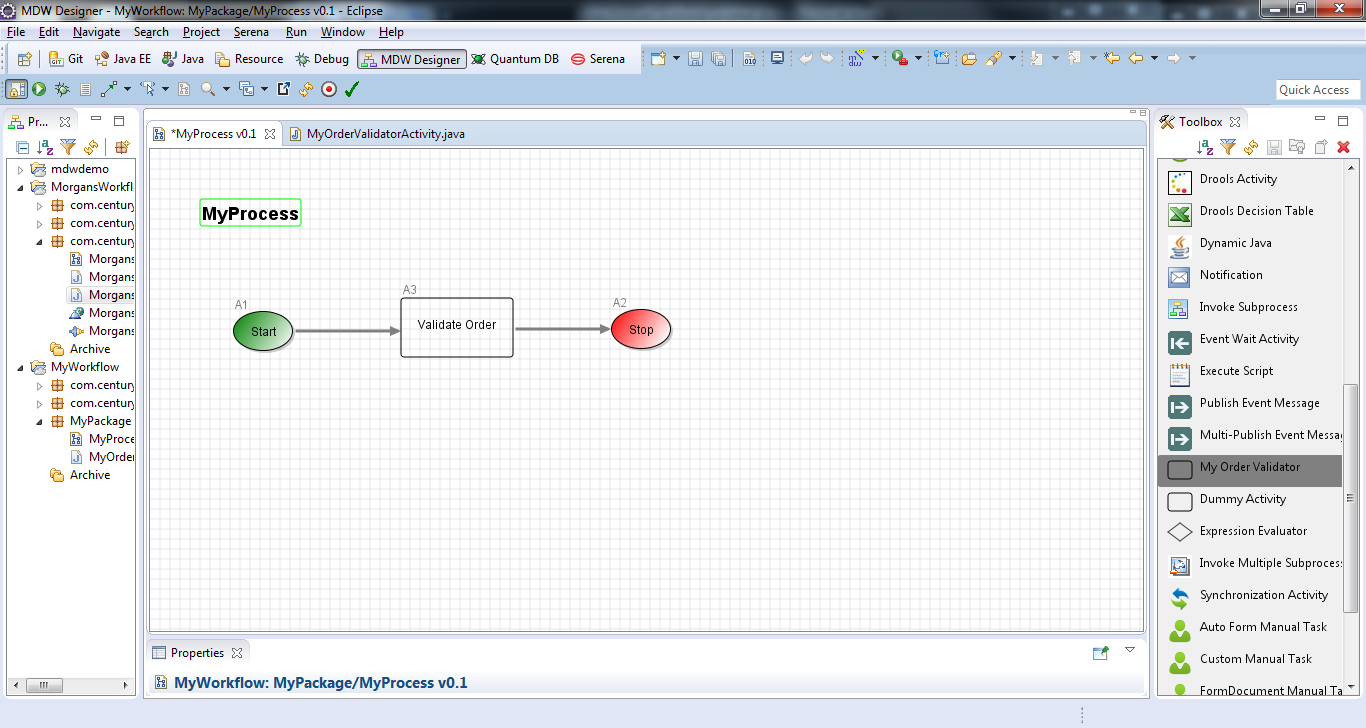 MDW Designer - MyWorkflow: MyPackage/MyProcess v0.1 - Eclipse
File Edit Navigate Search Project Serena Run Window Help
Git Java EE Java Resource Debug MDW Designer Quantum DB Serena
Quick Access
Pr...
mdwdemo
MorgansWorkfl
com.century
com.century
com.century
Morgans
Morgans
Morgans
Morgans
Morgans
Archive
MyWorkflow
com.century
com.century
MyPackage
MyProce
MyOrder
Archive
*MyProcess v0.1 MyOrderValidatorActivity.java
MyProcess
A1
Start
A3
Validate Order
A2
Stop
Properties
MyWorkflow: MyPackage/MyProcess v0.1
Toolbox
Drools Activity
Drools Decision Table
Dynamic Java
Notification
Invoke Subprocess
Event Wait Activity
Execute Script
Publish Event Message
Multi-Publish Event Messa
My Order Validator
Dummy Activity
Expression Evaluator
Invoke Multiple Subproces
Synchronization Activity
Auto Form Manual Task
Custom Manual Task
FormDocument Manual Ta